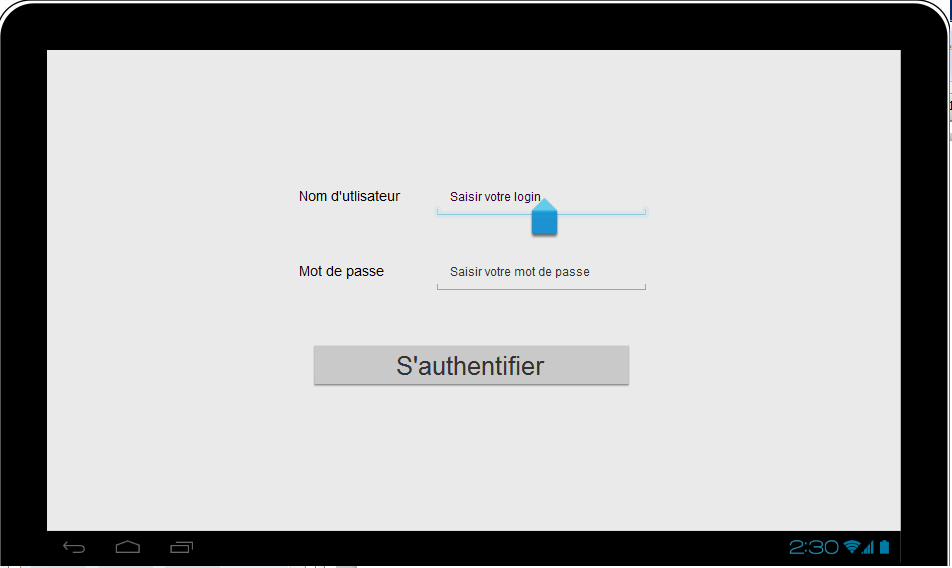 Nom d'utlisateur Saisir votre login
Mot de passe Saisir votre mot de passe
S'authentifier
2:30